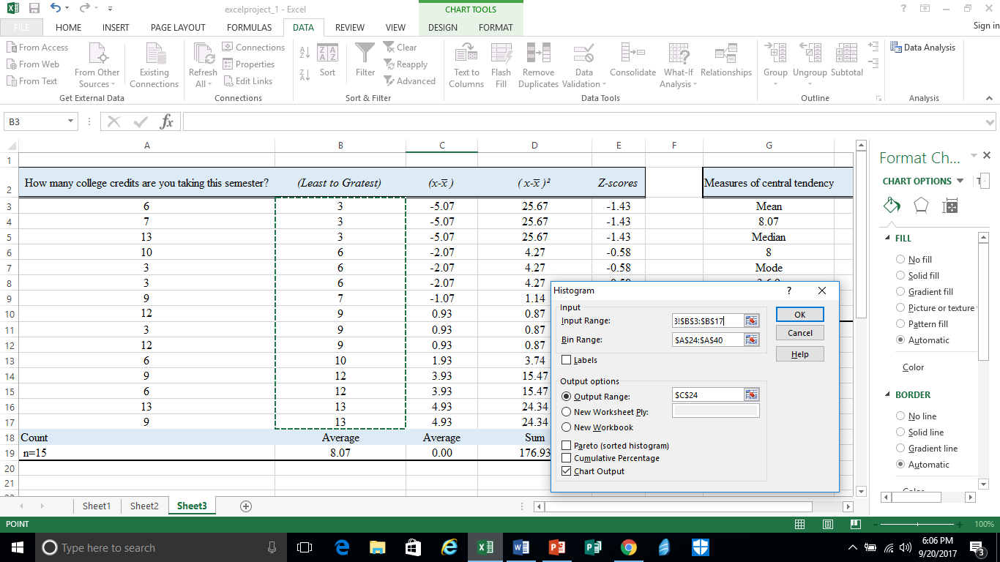 excelproject_1 - Excel
CHART TOOLS
?
FILE HOME INSERT PAGE LAYOUT FORMULAS DATA REVIEW VIEW DESIGN FORMAT
Sign in
From Access
From Web
From Text
From Other Sources
Existing Connections
Get External Data
Refresh All
Connections
Properties
Edit Links
Connections
Sort
Filter
Clear
Reapply
Advanced
Sort & Filter
Text to Columns
Flash Fill
Remove Duplicates
Data Validation
Consolidate
What-If Analysis
Relationships
Data Tools
Group
Ungroup
Subtotal
Outline
Data Analysis
Analysis
B3
fx
A B C D E F G
1
2 How many college credits are you taking this semester? (Least to Gratest) (x-x̅ ) ( x-x̅ )² Z-scores Measures of central tendency
3 6 3 -5.07 25.67 -1.43 Mean
4 7 3 -5.07 25.67 -1.43 8.07
5 13 3 -5.07 25.67 -1.43 Median
6 10 6 -2.07 4.27 -0.58 8
7 3 6 -2.07 4.27 -0.58 Mode
8 3 6 -2.07 4.27
9 9 7 -1.07 1.14
10 12 9 0.93 0.87
11 3 9 0.93 0.87
12 12 9 0.93 0.87
13 6 10 1.93 3.74
14 9 12 3.93 15.47
15 6 12 3.93 15.47
16 13 13 4.93 24.34
17 9 13 4.93 24.34
18 Count Average Average Sum
19 n=15 8.07 0.00 176.93
20
21
Histogram
?
Input
Input Range: 3!$B$3:$B$17
Bin Range: $A$24:$A$40
Labels
OK
Cancel
Help
Output options
Output Range: $C$24
New Worksheet Ply:
New Workbook
Pareto (sorted histogram)
Cumulative Percentage
Chart Output
Format Ch...
CHART OPTIONS
FILL
No fill
Solid fill
Gradient fill
Picture or texture
Pattern fill
Automatic
Color
BORDER
No line
Solid line
Gradient line
Automatic
Sheet1 Sheet2 Sheet3
POINT
100%
Type here to search
6:06 PM
9/20/2017
3